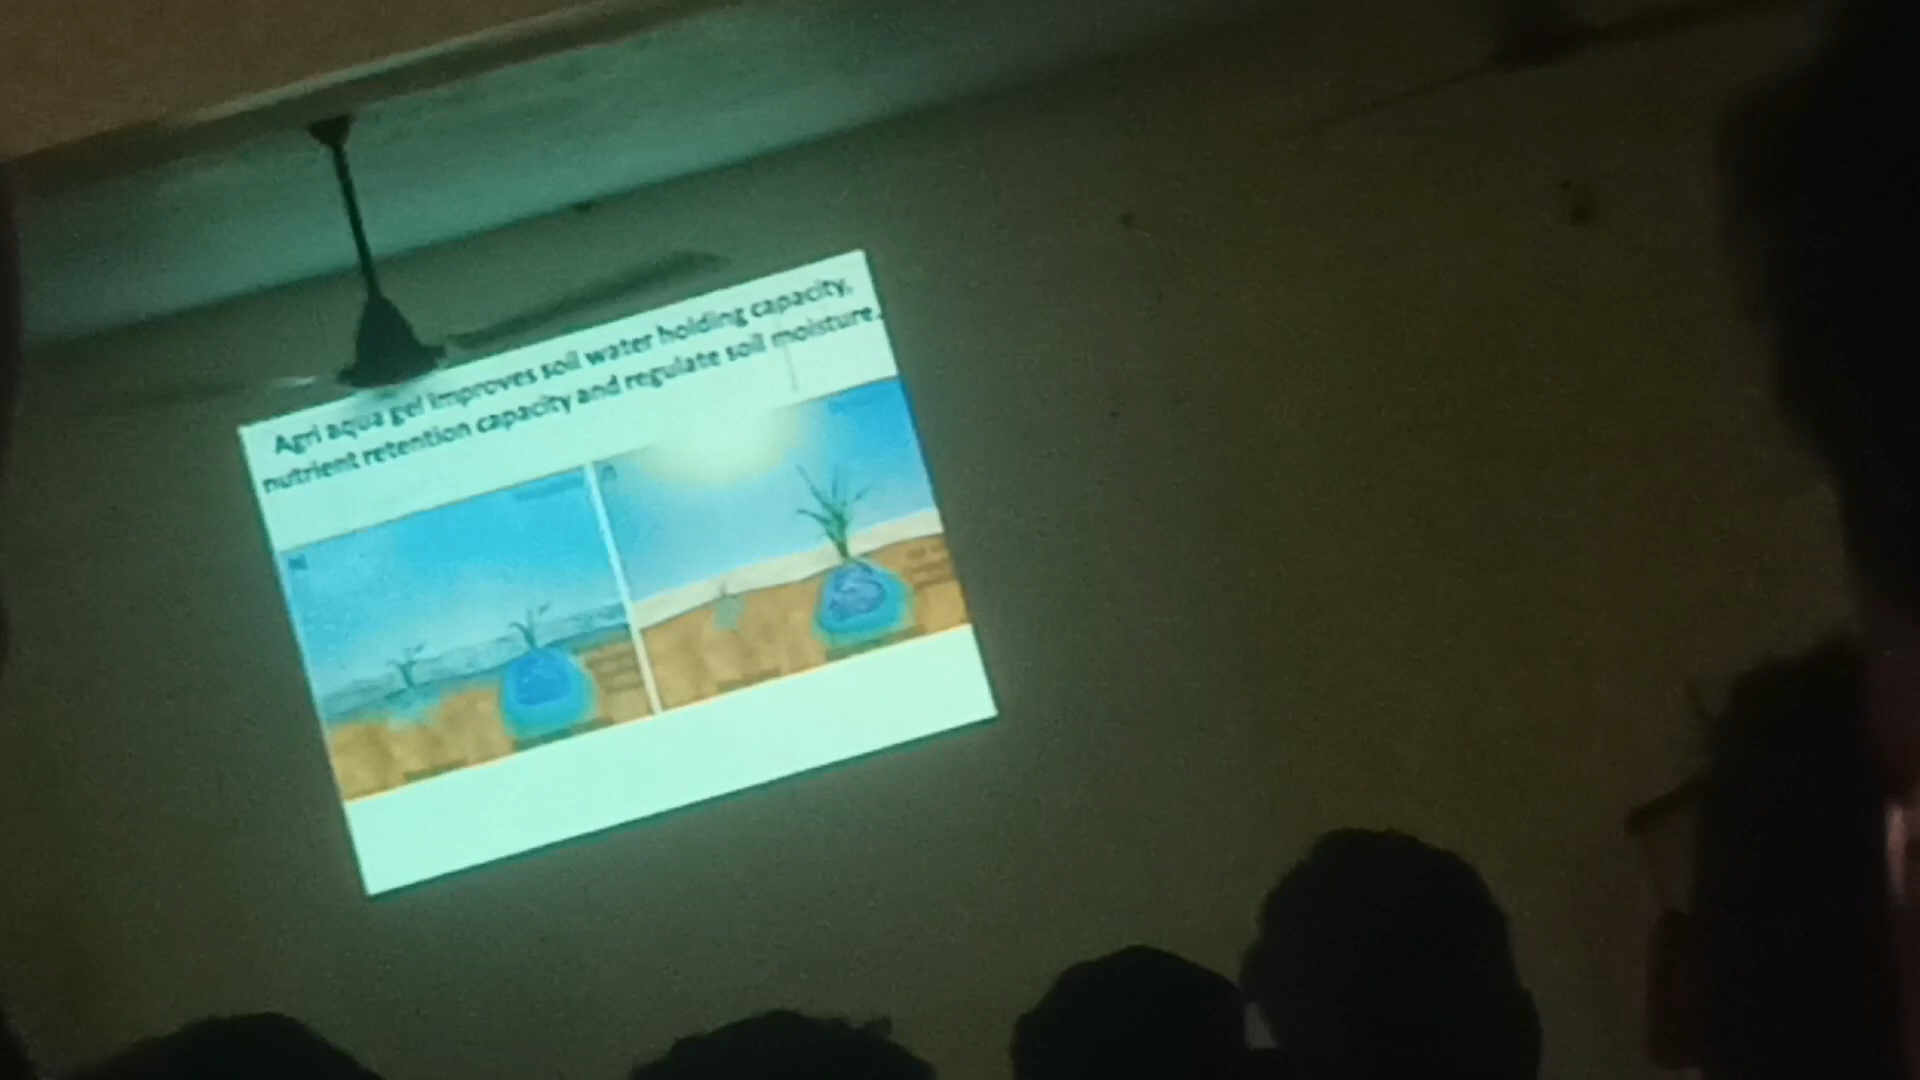 Agri aqua gel improves soil water holding capacity,
nutrient retention capacity and regulate soil moisture.